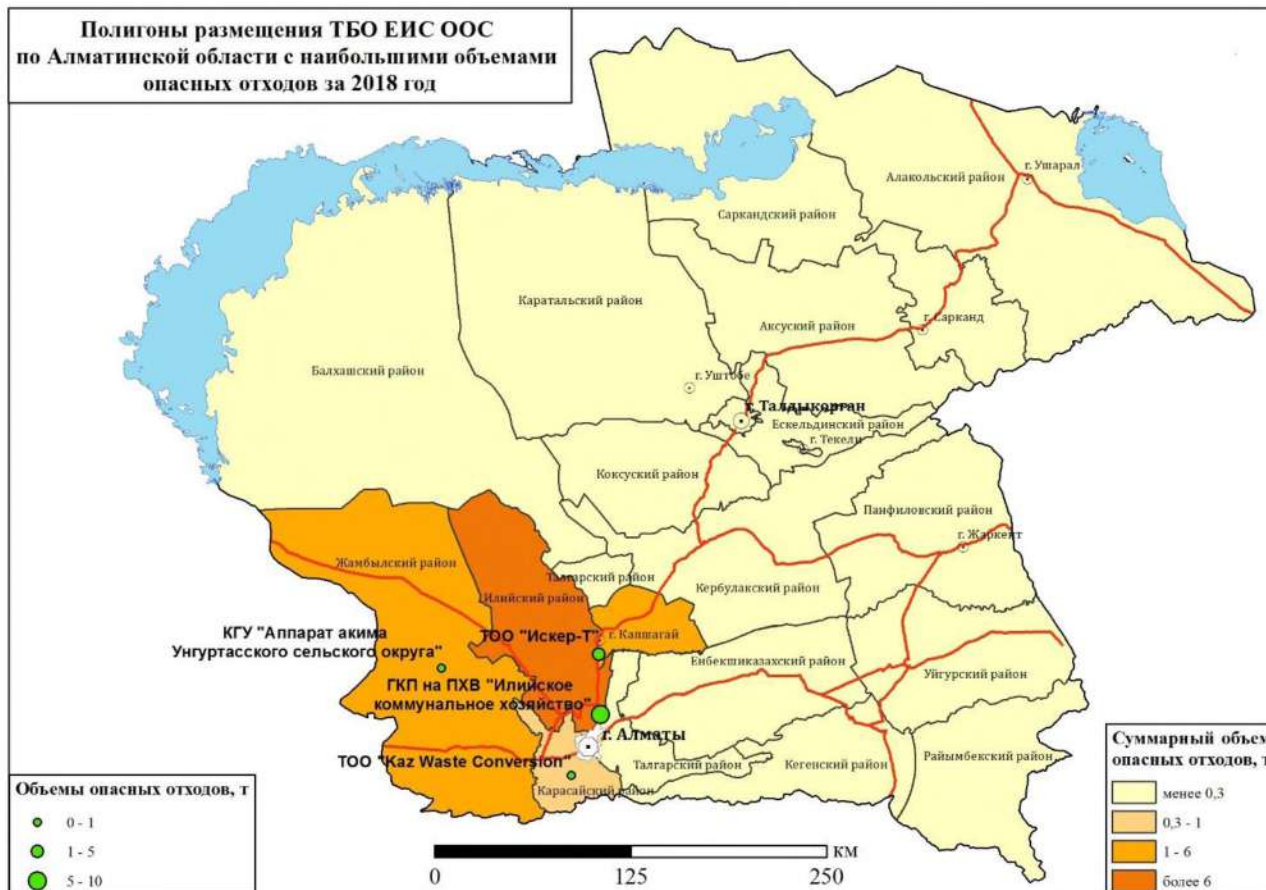 Полигоны размещения ТБО ЕИС ООС
по Алматинской области с наибольшими объемами
опасных отходов за 2018 год
г. Ушарал
Алакольский район
Саркандский район
Каратальский район
Аксуский район
г. Сарканд
Балхашский район
г. Уштобе
г. Талдыкорган
Ескельдинский район
г. Текели
Коксуский район
Панфиловский район
г. Жаркент
Жамбылский район
Талгарский район
Кербулакский район
Илийский район
КГУ "Аппарат акима
Унгуртасского сельского округа"
ТОО "Искер-Т"
г. Капшагай
Енбекшиказахский район
Уйгурский район
ГКП на ПХВ "Илийское
коммунальное хозяйство"
г. Алматы
ТОО "Kaz Waste Conversion"
Талгарский район
Кегенский район
Райымбекский район
Карасайский район
Объемы опасных отходов, т
0 - 1
1 - 5
5 - 10
0
125
250
КМ
Суммарный объем
опасных отходов, т
менее 0,3
0,3 - 1
1 - 6
более 6